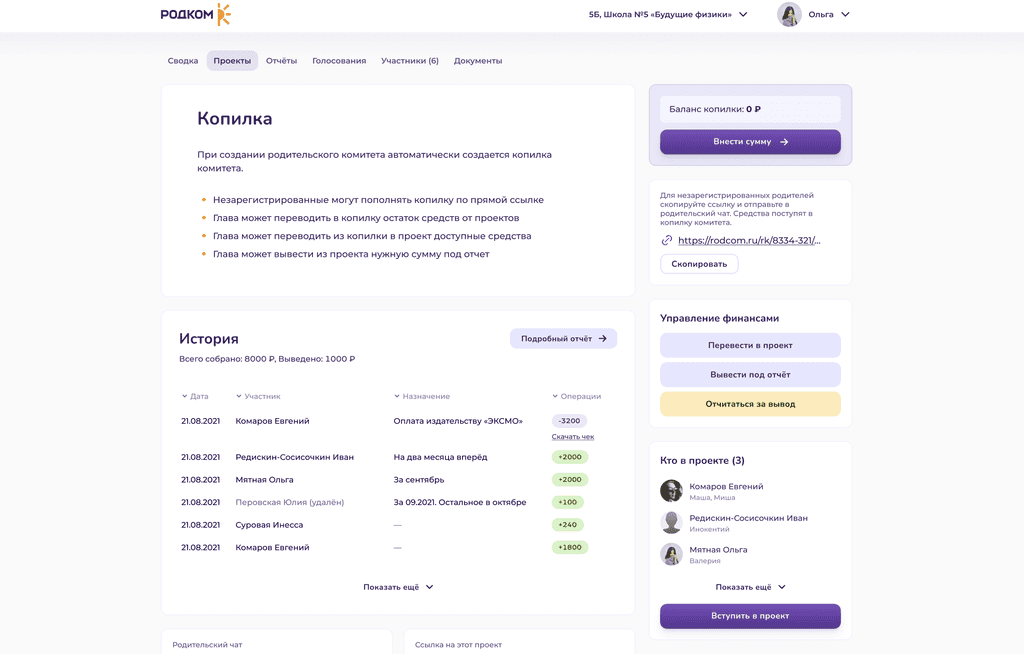 РОДКОМ
5Б, Школа №5 «Будущие физики»
Ольга
Сводка
Проекты
Отчёты
Голосования
Участники (6)
Документы
Копилка
При создании родительского комитета автоматически создается копилка
комитета.
Незарегистрированные могут пополнять копилку по прямой ссылке
Глава может переводить в копилку остаток средств от проектов
Глава может переводить из копилки в проект доступные средства
Глава может вывести из проекта нужную сумму под отчет
История
Подробный отчёт →
Всего собрано: 8000 ₽, Выведено: 1000 ₽
Дата Участник Назначение Операции
21.08.2021 Комаров Евгений Оплата издательству «ЭКСМО» -3200
Скачать чек
21.08.2021 Редискин-Сосисочкин Иван На два месяца вперёд +2000
21.08.2021 Мятная Ольга За сентябрь +2000
21.08.2021 Перовская Юлия (удалён) За 09.2021. Остальное в октябре +100
21.08.2021 Суровая Инесса — +240
21.08.2021 Комаров Евгений — +1800
Показать ещё
Родительский чат
Ссылка на этот проект
Баланс копилки: 0 ₽
Внести сумму →
Для незарегистрированных родителей
скопируйте ссылку и отправьте в
родительский чат. Средства поступят в
копилку комитета.
https://rodcom.ru/rk/8334-321/...
Скопировать
Управление финансами
Перевести в проект
Вывести под отчёт
Отчитаться за вывод
Кто в проекте (3)
Комаров Евгений
Маша, Миша
Редискин-Сосисочкин Иван
Инокентий
Мятная Ольга
Валерия
Показать ещё
Вступить в проект